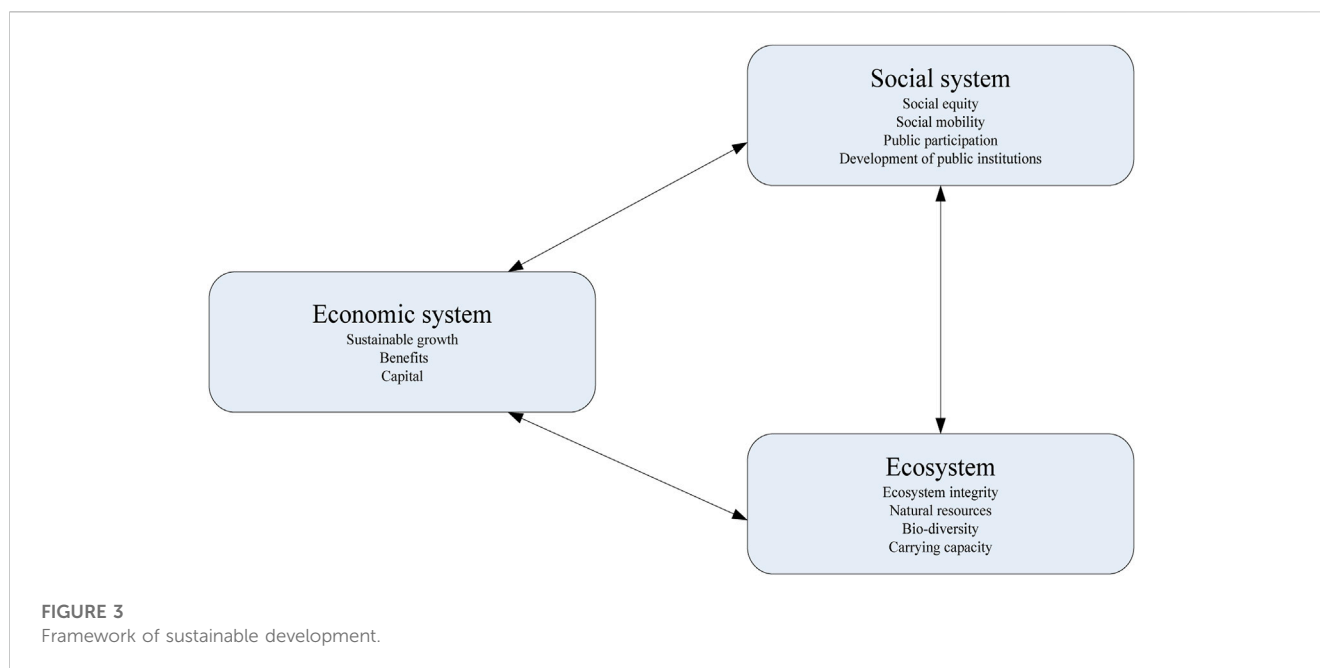 Social system
Social equity
Social mobility
Public participation
Development of public institutions
Economic system
Sustainable growth
Benefits
Capital
Ecosystem
Ecosystem integrity
Natural resources
Bio-diversity
Carrying capacity
FIGURE 3
Framework of sustainable development.